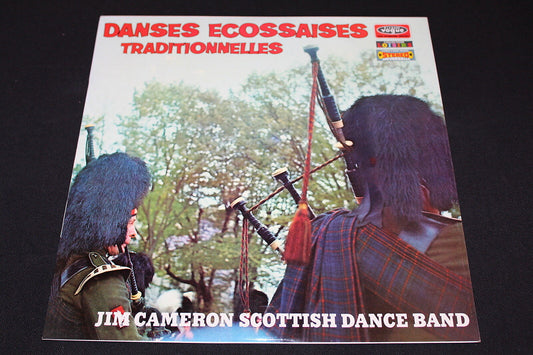 DANSES ECOSSAISES
TRADITIONNELLES
vogue
STEREO
JIM CAMERON SCOTTISH DANCE BAND